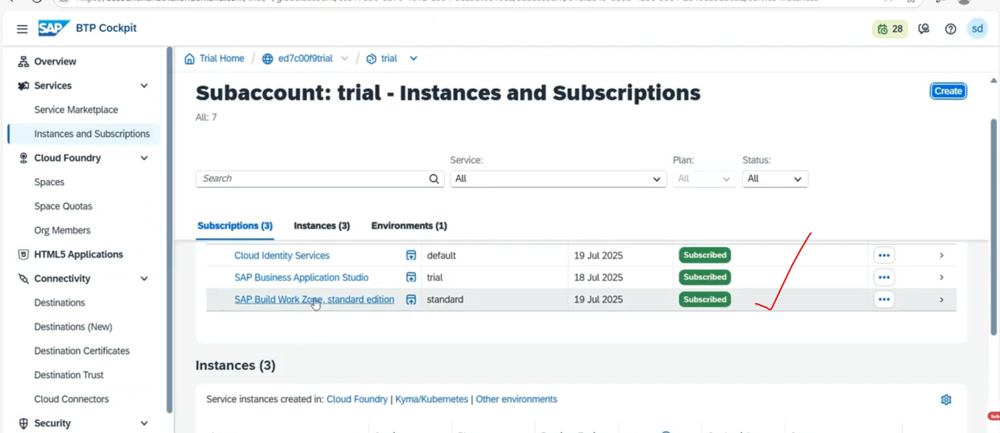 SAP BTP Cockpit 28 sd
Overview
Services
Service Marketplace
Instances and Subscriptions
Cloud Foundry
Spaces
Space Quotas
Org Members
HTML5 Applications
Connectivity
Destinations
Destinations (New)
Destination Certificates
Destination Trust
Cloud Connectors
Security
Trial Home / ed7c00f9trial / trial
Subaccount: trial - Instances and Subscriptions
Create
All: 7
Service: Plan: Status:
Search All All All
Subscriptions (3) Instances (3) Environments (1)
Cloud Identity Services default 19 Jul 2025 Subscribed
SAP Business Application Studio trial 18 Jul 2025 Subscribed
SAP Build Work Zone, standard edition standard 19 Jul 2025 Subscribed
Instances (3)
Service instances created in: Cloud Foundry | Kyma/Kubernetes | Other environments
Sub